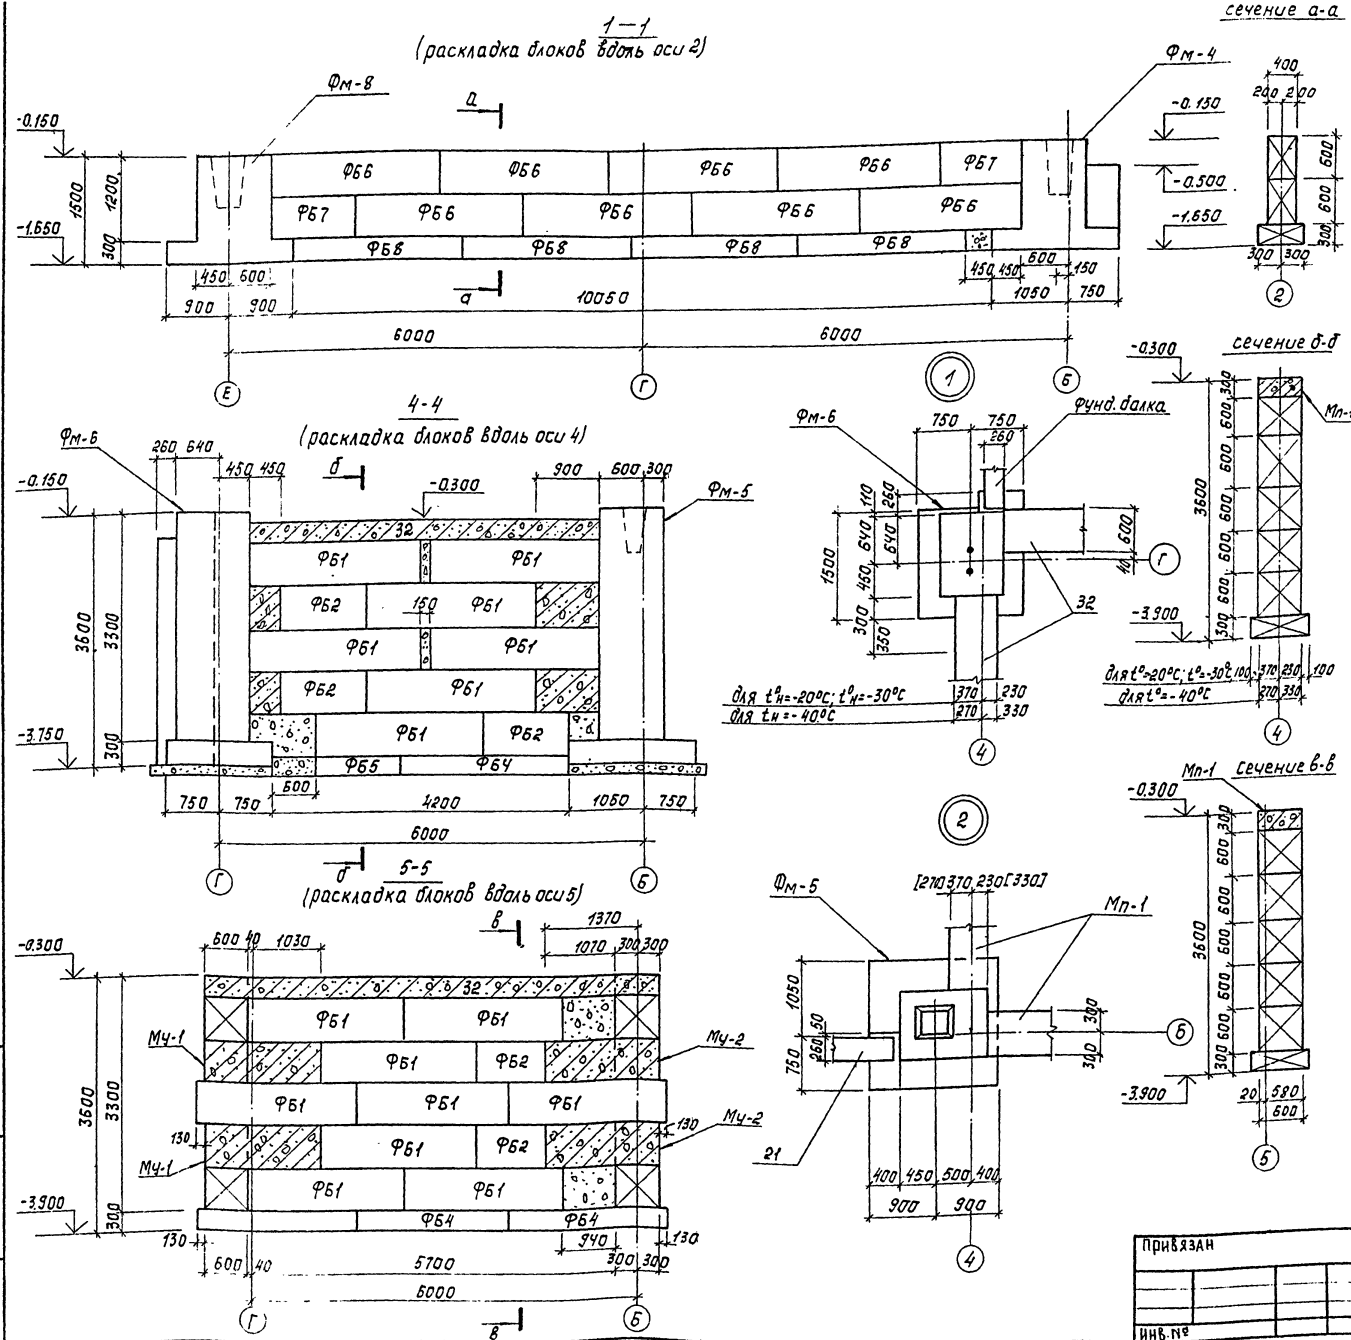 1-1
(раскладка блоков вдоль оси 2)
сечение а-а
Фм-8
Фм-4
а
-0.150
-0.150
-0.500
-1.650
-1.650
400
200 200
600
600
300
300 300
2
1500
1200
300
ФБ6 ФБ6 ФБ6 ФБ6 ФБ7
ФБ7 ФБ6 ФБ6 ФБ6 ФБ6
ФБ8 ФБ8 ФБ8 ФБ8
450 600
450 450 600 150
а
900 900 10050 1050 750
6000 6000
Е Г Б
4-4
(раскладка блоков вдоль оси 4)
Фм-6
260 640
450 450
б
-0.300
900 600 300
Фм-5
-0.150
-3.750
3600
3300
300
32
ФБ1 ФБ1
ФБ2 150 ФБ1
ФБ1 ФБ1
ФБ2 ФБ1
ФБ1 ФБ2
ФБ5 ФБ4
600
750 750 4200 1050 750
6000
б
Г Б
1
Фм-6
750 750
260
фунд. балка
110
260
640
640
1500
450
300
350
600
40
Г
32
для t°н=-20°С; t°н=-30°С 370 230
для tн=-40°С 270 330
4
сечение б-б
-0.300
Мп-1
300
600
600
600
600
600
300
3600
-3.900
для t°=-20°С; t°=-30°С 100 370 230 100
для t°=-40°С 270 330
4
5-5
(раскладка блоков вдоль оси 5)
в
1370
600 40 1030
1070 300 300
-0.300
-3.900
3600
3300
300
32
ФБ1 ФБ1
Му-1 ФБ1 ФБ2 Му-2
ФБ1 ФБ1 ФБ1
130 130
Му-1 ФБ1 ФБ2 Му-2
ФБ1 ФБ1
ФБ4 ФБ4
130 940 130
600 40 5700 300 300
6000
Г Б
в
2
Фм-5
[270] 370 230 [330]
Мп-1
1050
50
260
750
300
300
Б
21
400 450 500 400
900 900
4
Мп-1 сечение в-в
-0.300
300
600
600
600
600
600
300
3600
-3.900
20 580
600
5
Привязан
Инв.№